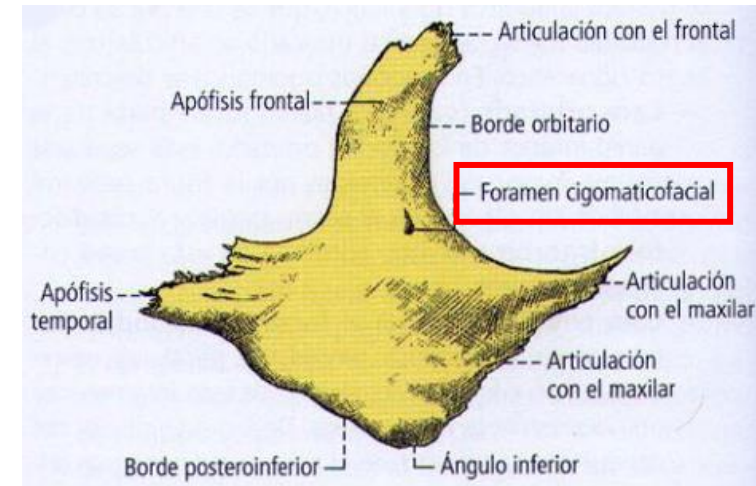 Articulación con el frontal
Apófisis frontal
Borde orbitario
Foramen cigomaticofacial
Apófisis
temporal
Articulación
con el maxilar
Articulación
con el maxilar
Borde posteroinferior
Ángulo inferior